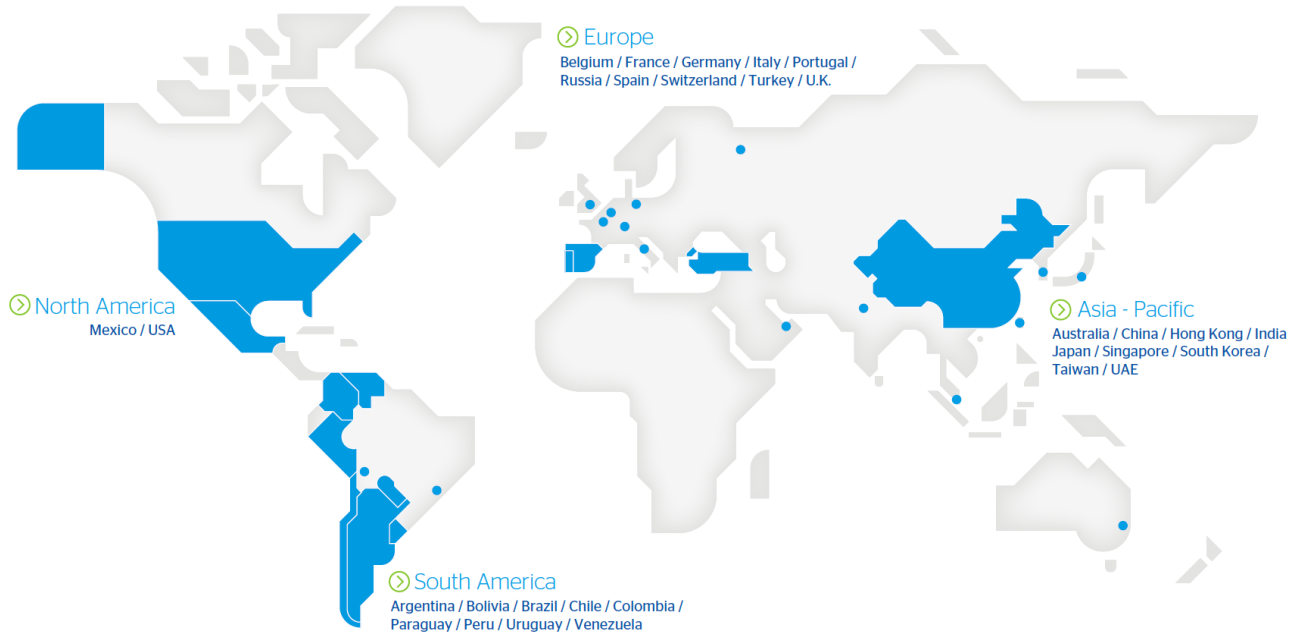 Europe
Belgium / France / Germany / Italy / Portugal /
Russia / Spain / Switzerland / Turkey / U.K.
North America
Mexico / USA
Asia - Pacific
Australia / China / Hong Kong / India
Japan / Singapore / South Korea /
Taiwan / UAE
South America
Argentina / Bolivia / Brazil / Chile / Colombia /
Paraguay / Peru / Uruguay / Venezuela